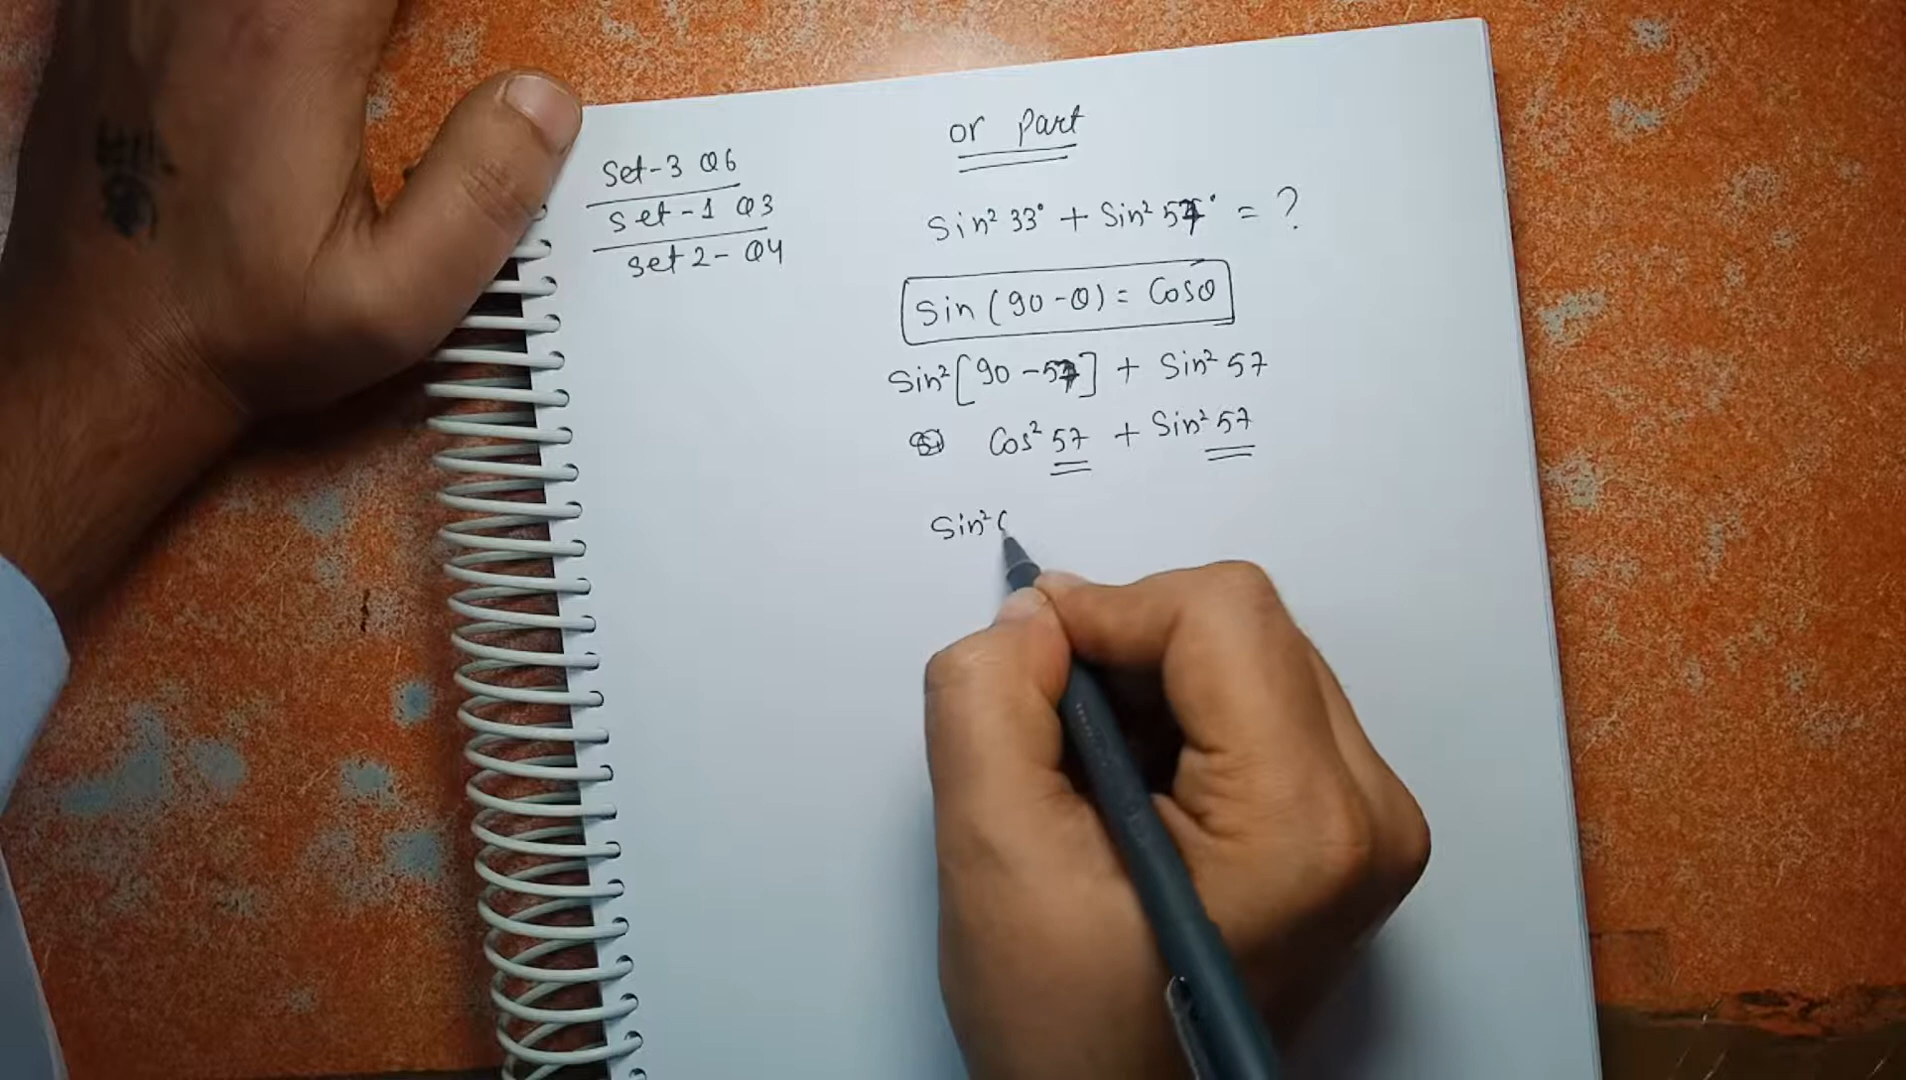 Set-3 Q6
Set-1 Q3
Set 2- Q4
or Part
Sin² 33° + Sin² 57° = ?
Sin (90 - θ) = Cosθ
Sin² [90 - 57] + Sin² 57
Cos² 57 + Sin² 57
Sin² (